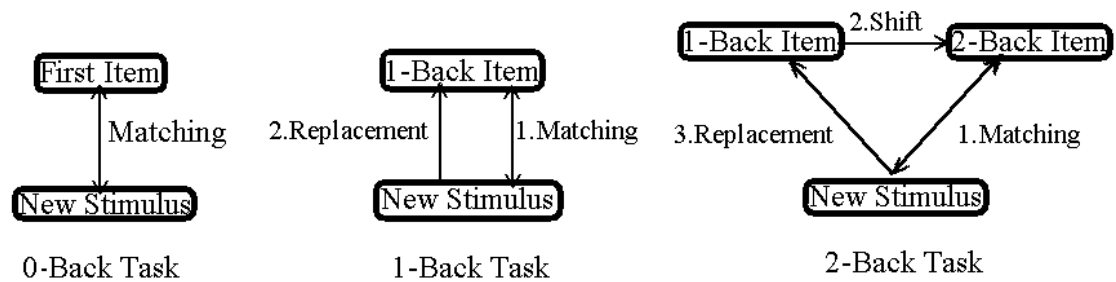 First Item
Matching
New Stimulus
0-Back Task
1-Back Item
2.Replacement
1.Matching
New Stimulus
1-Back Task
2.Shift
1-Back Item
2-Back Item
3.Replacement
1.Matching
New Stimulus
2-Back Task